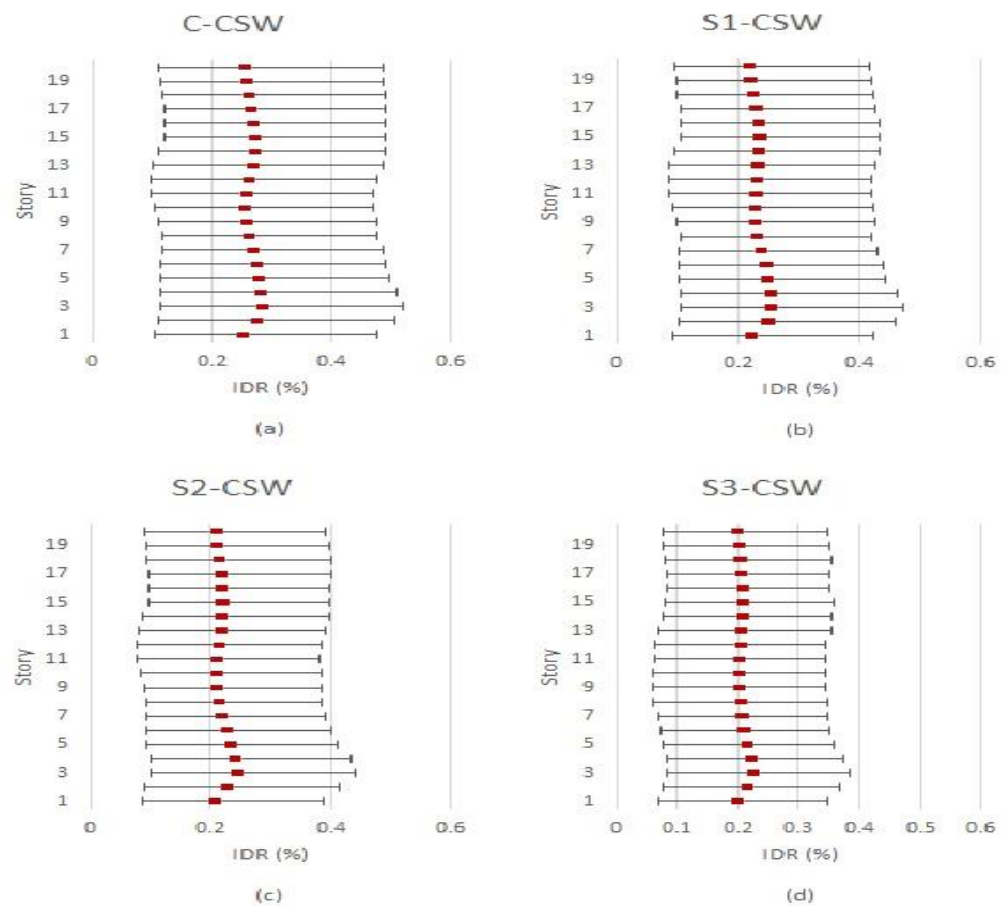 C-CSW
19
17
15
13
11
9
7
5
3
1
Story
0 0.2 0.4 0.6
IDR (%)
(a)
S1-CSW
19
17
15
13
11
9
7
5
3
1
Story
0 0.2 0.4 0.6
IDR (%)
(b)
S2-CSW
19
17
15
13
11
9
7
5
3
1
Story
0 0.2 0.4 0.6
IDR (%)
(c)
S3-CSW
19
17
15
13
11
9
7
5
3
1
Story
0 0.1 0.2 0.3 0.4 0.5 0.6
IDR (%)
(d)